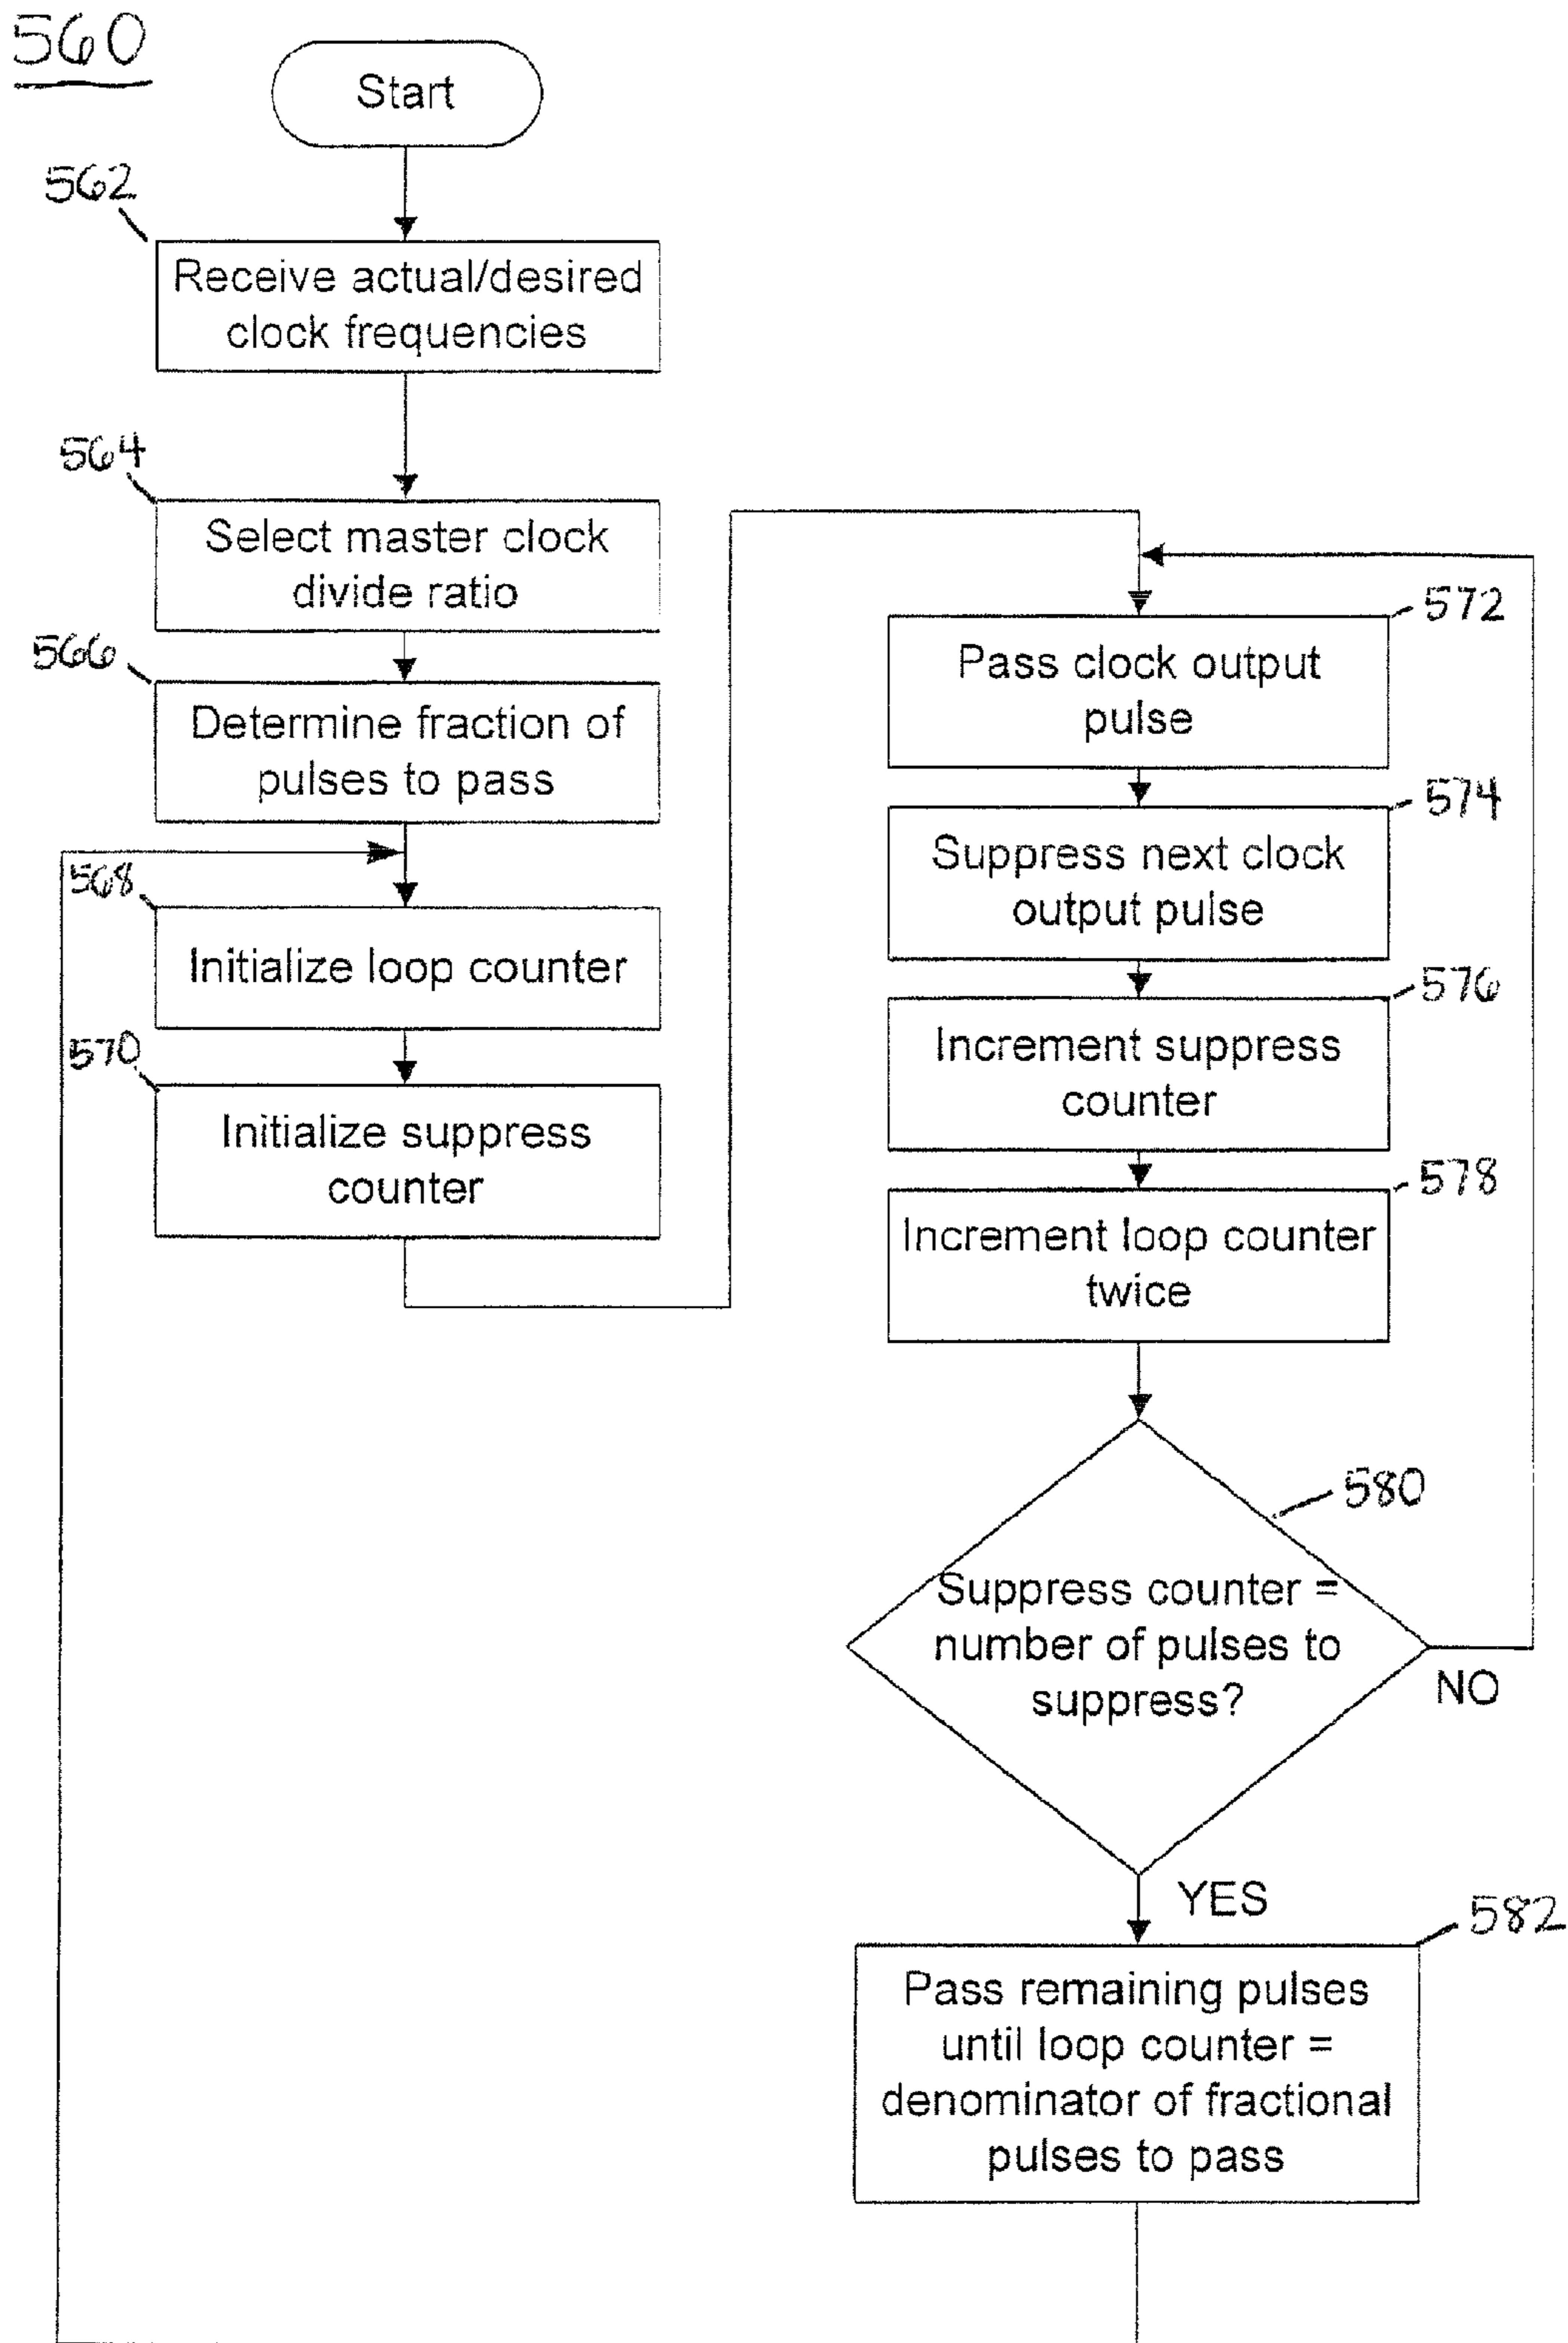 560
Start
562
Receive actual/desired
clock frequencies
564
Select master clock
divide ratio
566
Determine fraction of
pulses to pass
568
Initialize loop counter
570
Initialize suppress
counter
572
Pass clock output
pulse
574
Suppress next clock
output pulse
576
Increment suppress
counter
578
Increment loop counter
twice
580
Suppress counter =
number of pulses to
suppress?
NO
YES
582
Pass remaining pulses
until loop counter =
denominator of fractional
pulses to pass